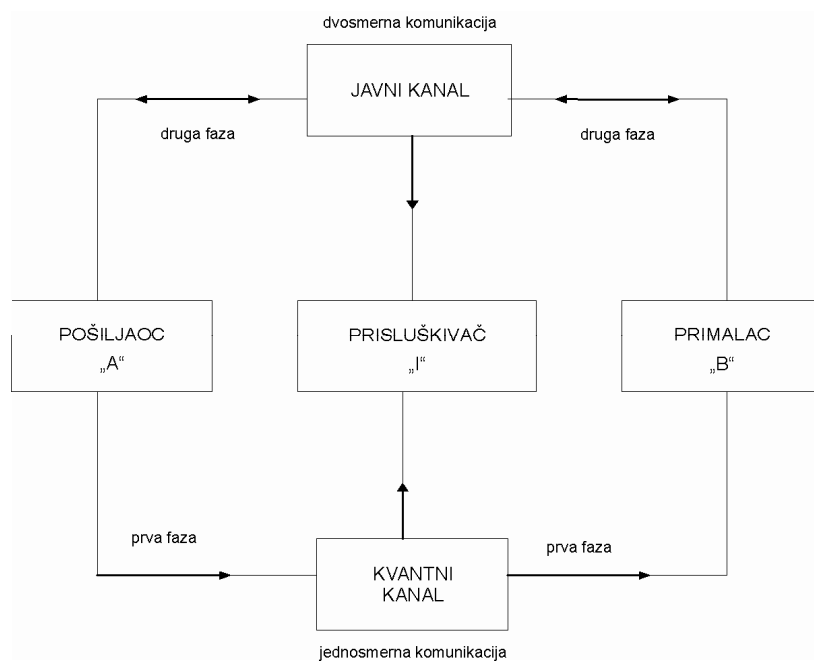 dvosmerna komunikacija
JAVNI KANAL
druga faza
druga faza
POŠILJAOC
„A“
PRISLUŠKIVAČ
„I“
PRIMALAC
„B“
prva faza
prva faza
KVANTNI
KANAL
jednosmerna komunikacija